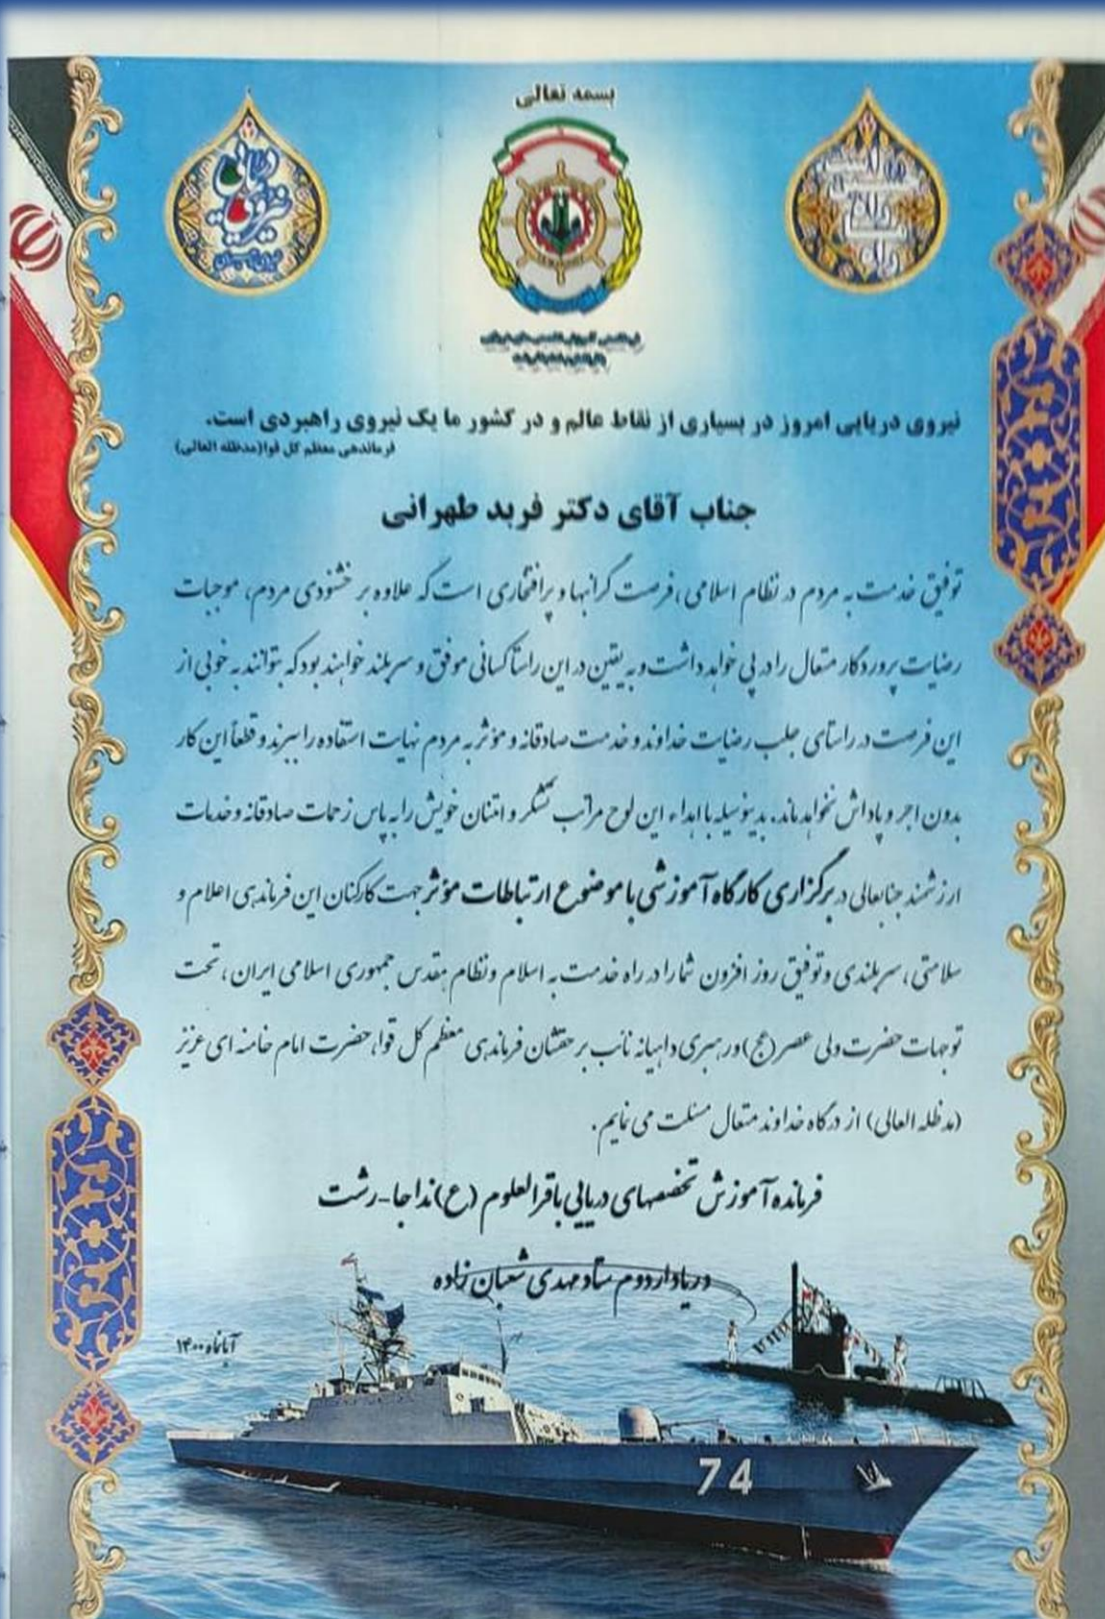 بسمه تعالی
نیروی دریایی امروز در بسیاری از نقاط عالم و در کشور ما یک نیروی راهبردی است.
فرماندهی معظم کل قوا(مدظله العالی)
جناب آقای دکتر فربد طهرانی
توفیق خدمت به مردم در نظام اسلامی، فرصت گرانبها و پرافتخاری است که علاوه بر خشنودی مردم، موجبات
رضایت پروردگار متعال را در پی خواهد داشت و به یقین در این راستا کسانی موفق و سربلند خواهند بود که بتوانند به خوبی از
این فرصت در راستای جلب رضایت خداوند و خدمت صادقانه و مؤثر به مردم نهایت استفاده را ببرند و قطعاً این کار
بدون اجر و پاداش نخواهد ماند. بدینوسیله با اهداء این لوح مراتب تشکر و امتنان خویش را به پاس زحمات صادقانه و خدمات
ارزشمند جنابعالی در برگزاری کارگاه آموزشی با موضوع ارتباطات مؤثر جهت کارکنان این فرماندهی اعلام و
سلامتی، سربلندی و توفیق روز افزون شما را در راه خدمت به اسلام و نظام مقدس جمهوری اسلامی ایران، تحت
توجهات حضرت ولی عصر (عج) و رهبری داهیانه نائب بر حقشان فرماندهی معظم کل قوا، حضرت امام خامنه ای عزیز
(مدظله العالی) از درگاه خداوند متعال مسئلت می نمایم.
فرمانده آموزش تخصصهای دریایی باقرالعلوم (ع) نداجا-رشت
دریادار دوم ستاد مهدی شعبان زاده
آبانماه ۱۴۰۰
74